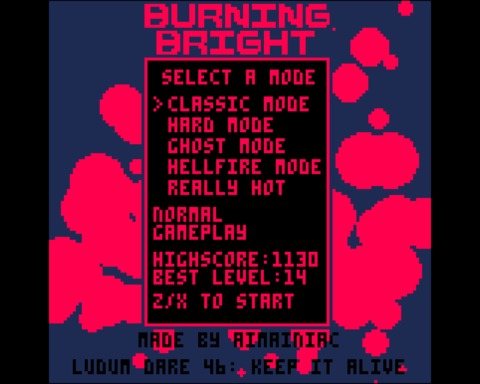 BURNING
BRIGHT
SELECT A MODE
>CLASSIC MODE
HARD MODE
GHOST MODE
HELLFIRE MODE
REALLY HOT
NORMAL
GAMEPLAY
HIGHSCORE:1130
BEST LEVEL:14
Z/X TO START
MADE BY AIMAINIAC
LUDUM DARE 46: KEEP IT ALIVE